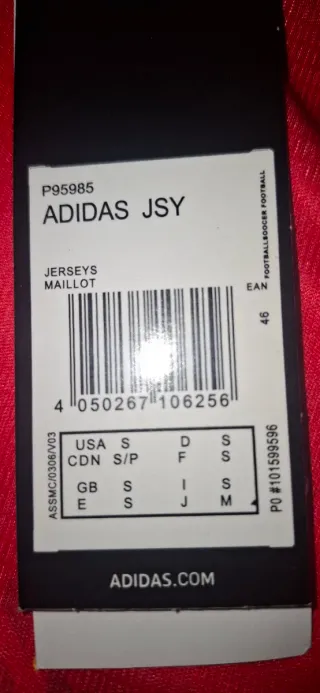 P95985
ADIDAS JSY
JERSEYS
MAILLOT
EAN
FOOTBALL/SOCCER FOOTBALL
46
4 050267 106256
USA S D S
CDN S/P F S
GB S I S
E S J M
ASSMC/0306/V03
PO #101599596
ADIDAS.COM